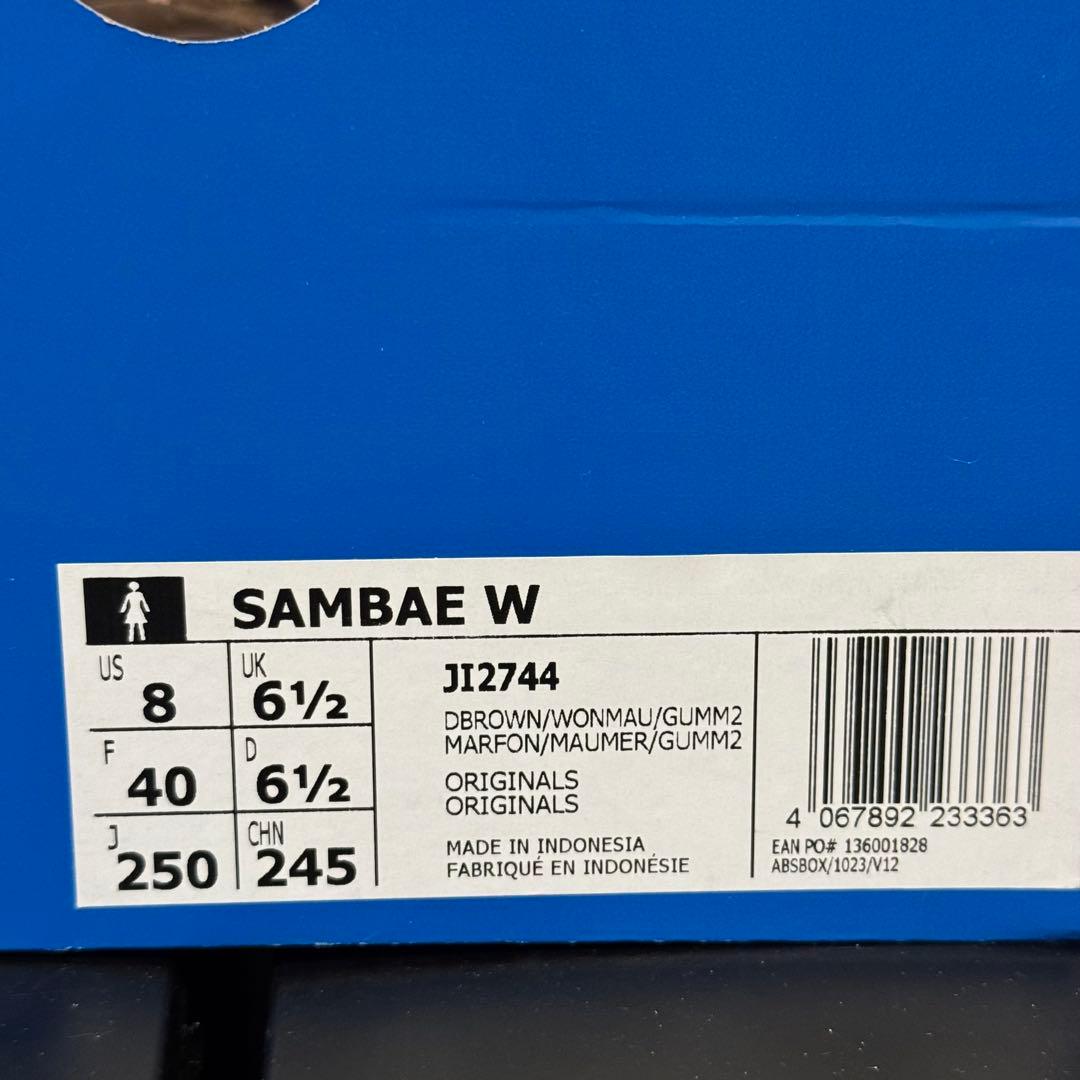 SAMBAE W
US 8
UK 6½
F 40
D 6½
J 250
CHN 245
JI2744
DBROWN/WONMAU/GUMM2
MARFON/MAUMER/GUMM2
ORIGINALS
ORIGINALS
MADE IN INDONESIA
FABRIQUÉ EN INDONÉSIE
4 067892 233363
EAN PO# 136001828
ABSBOX/1023/V12